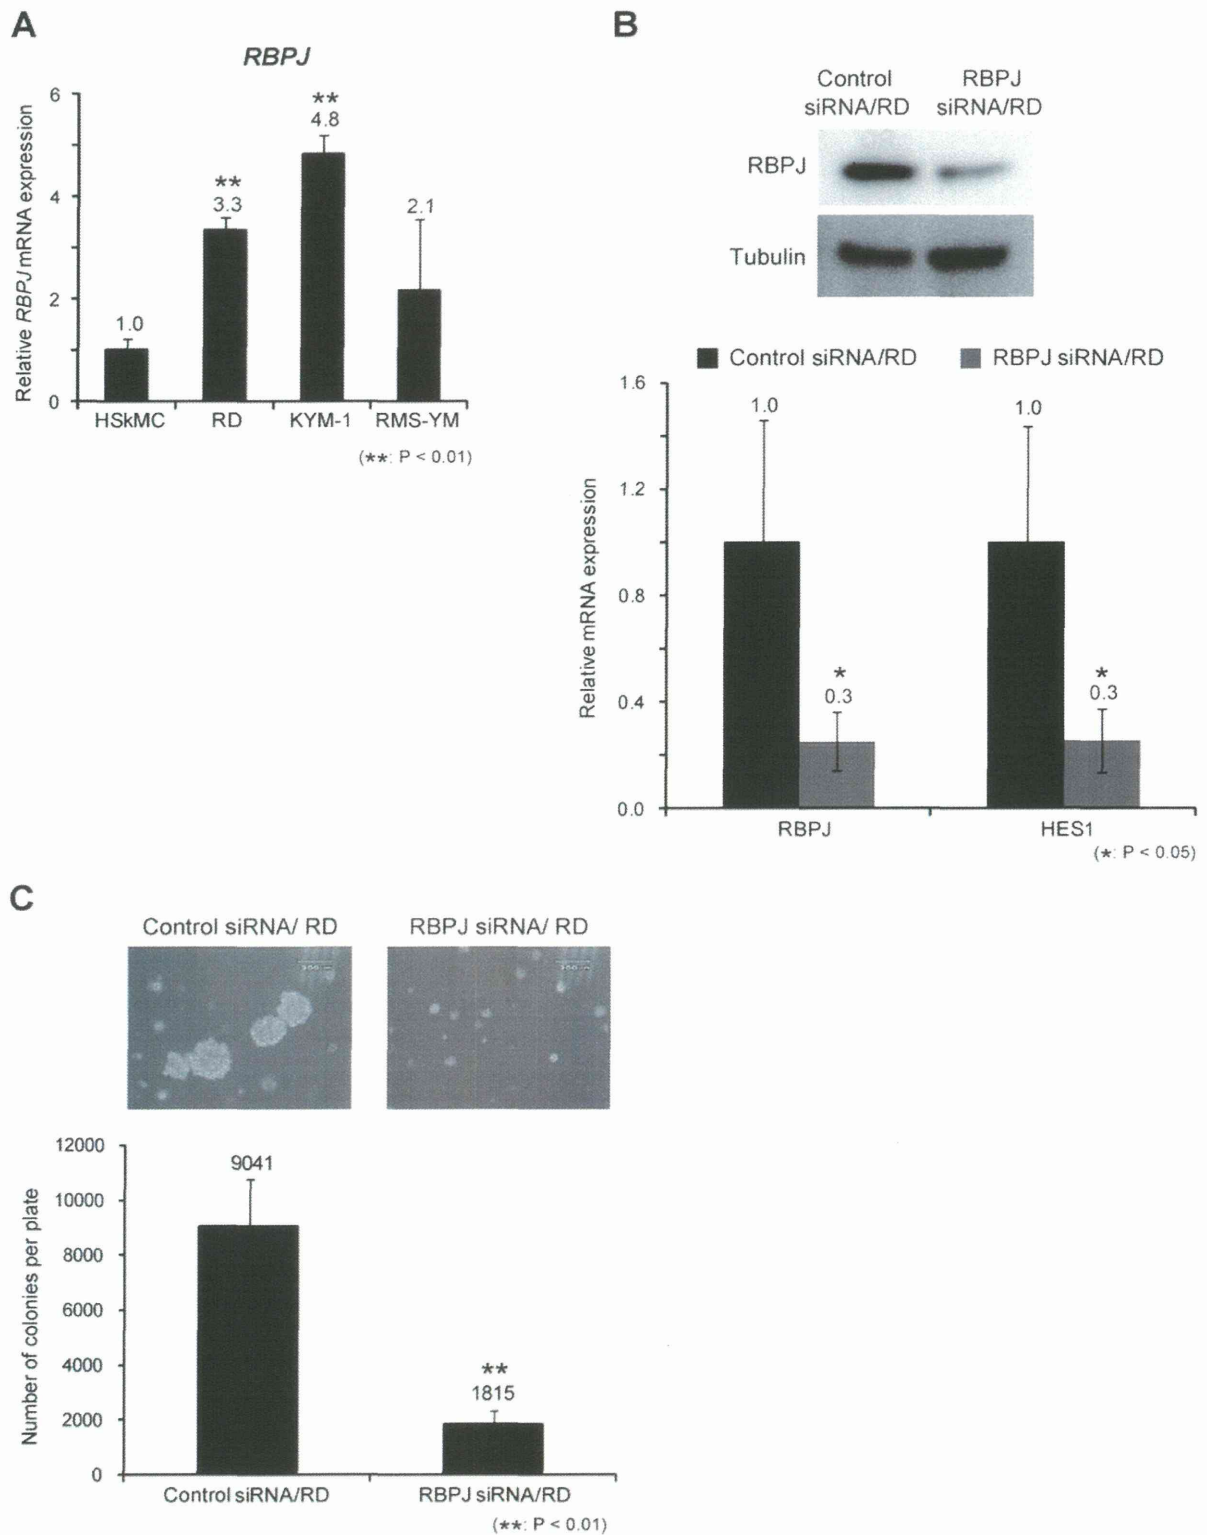 A
RBPJ
Relative RBPJ mRNA expression
6
4
2
0
1.0
**
3.3
**
4.8
2.1
HSkMC RD KYM-1 RMS-YM
(**: P < 0.01)
B
Control siRNA/RD
RBPJ siRNA/RD
RBPJ
Tubulin
Control siRNA/RD RBPJ siRNA/RD
Relative mRNA expression
1.6
1.2
0.8
0.4
0.0
1.0
*
0.3
1.0
*
0.3
RBPJ HES1
(*: P < 0.05)
C
Control siRNA/ RD RBPJ siRNA/ RD
Number of colonies per plate
12000
10000
8000
6000
4000
2000
0
9041
**
1815
Control siRNA/RD RBPJ siRNA/RD
(**: P < 0.01)